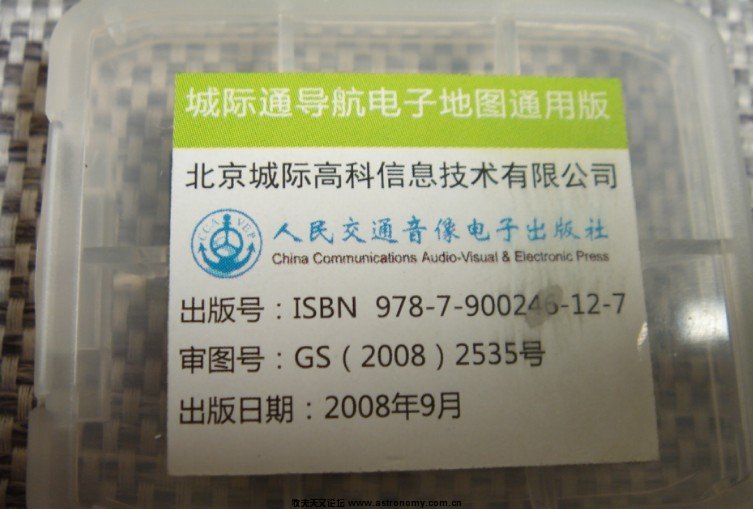 城际通导航电子地图通用版
北京城际高科信息技术有限公司
CCA VEP
人民交通音像电子出版社
China Communications Audio-Visual & Electronic Press
出版号：ISBN 978-7-900246-12-7
审图号：GS（2008）2535号
出版日期：2008年9月
牧夫天文论坛 www.astronomy.com.cn